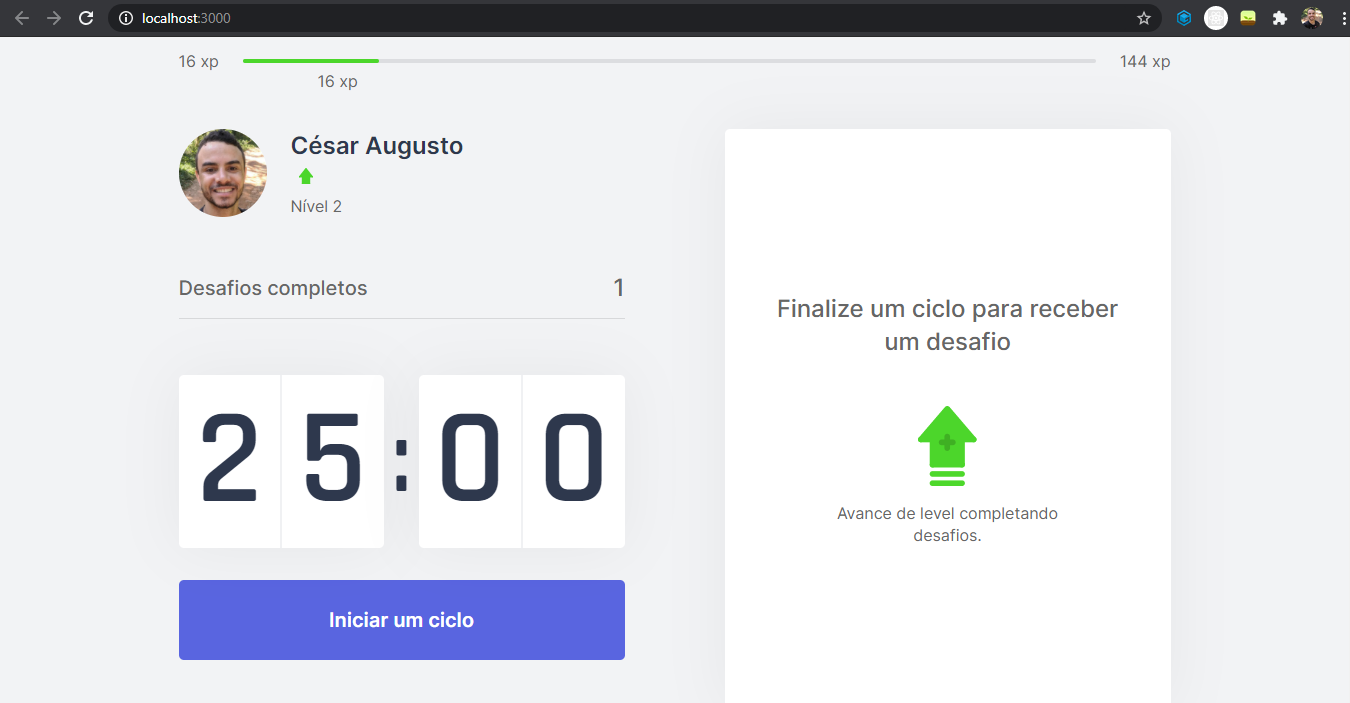 localhost:3000
16 xp
144 xp
16 xp
César Augusto
Nível 2
Desafios completos 1
25:00
Iniciar um ciclo
Finalize um ciclo para receber
um desafio
Avance de level completando
desafios.